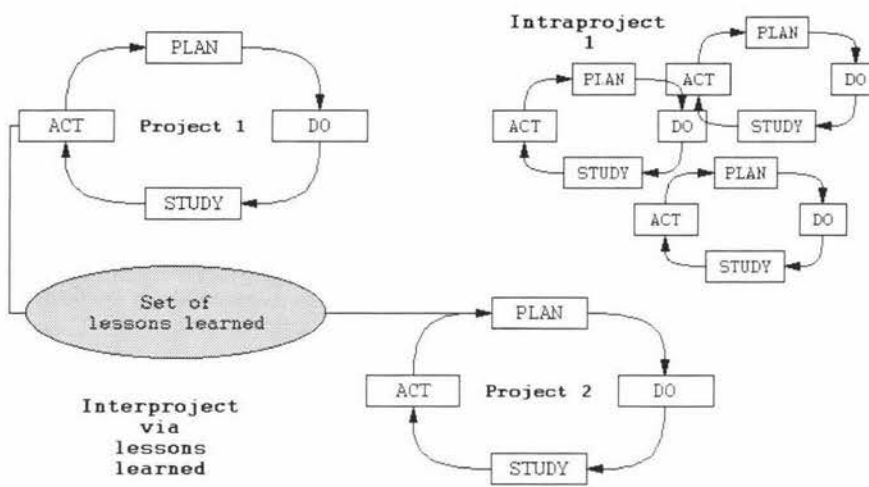 PLAN
ACT
Project 1
DO
STUDY
Intraproject
1
PLAN
ACT
DO
STUDY
PLAN
ACT
DO
STUDY
PLAN
ACT
DO
STUDY
Set of
lessons learned
PLAN
ACT
Project 2
DO
STUDY
Interproject
via
lessons
learned